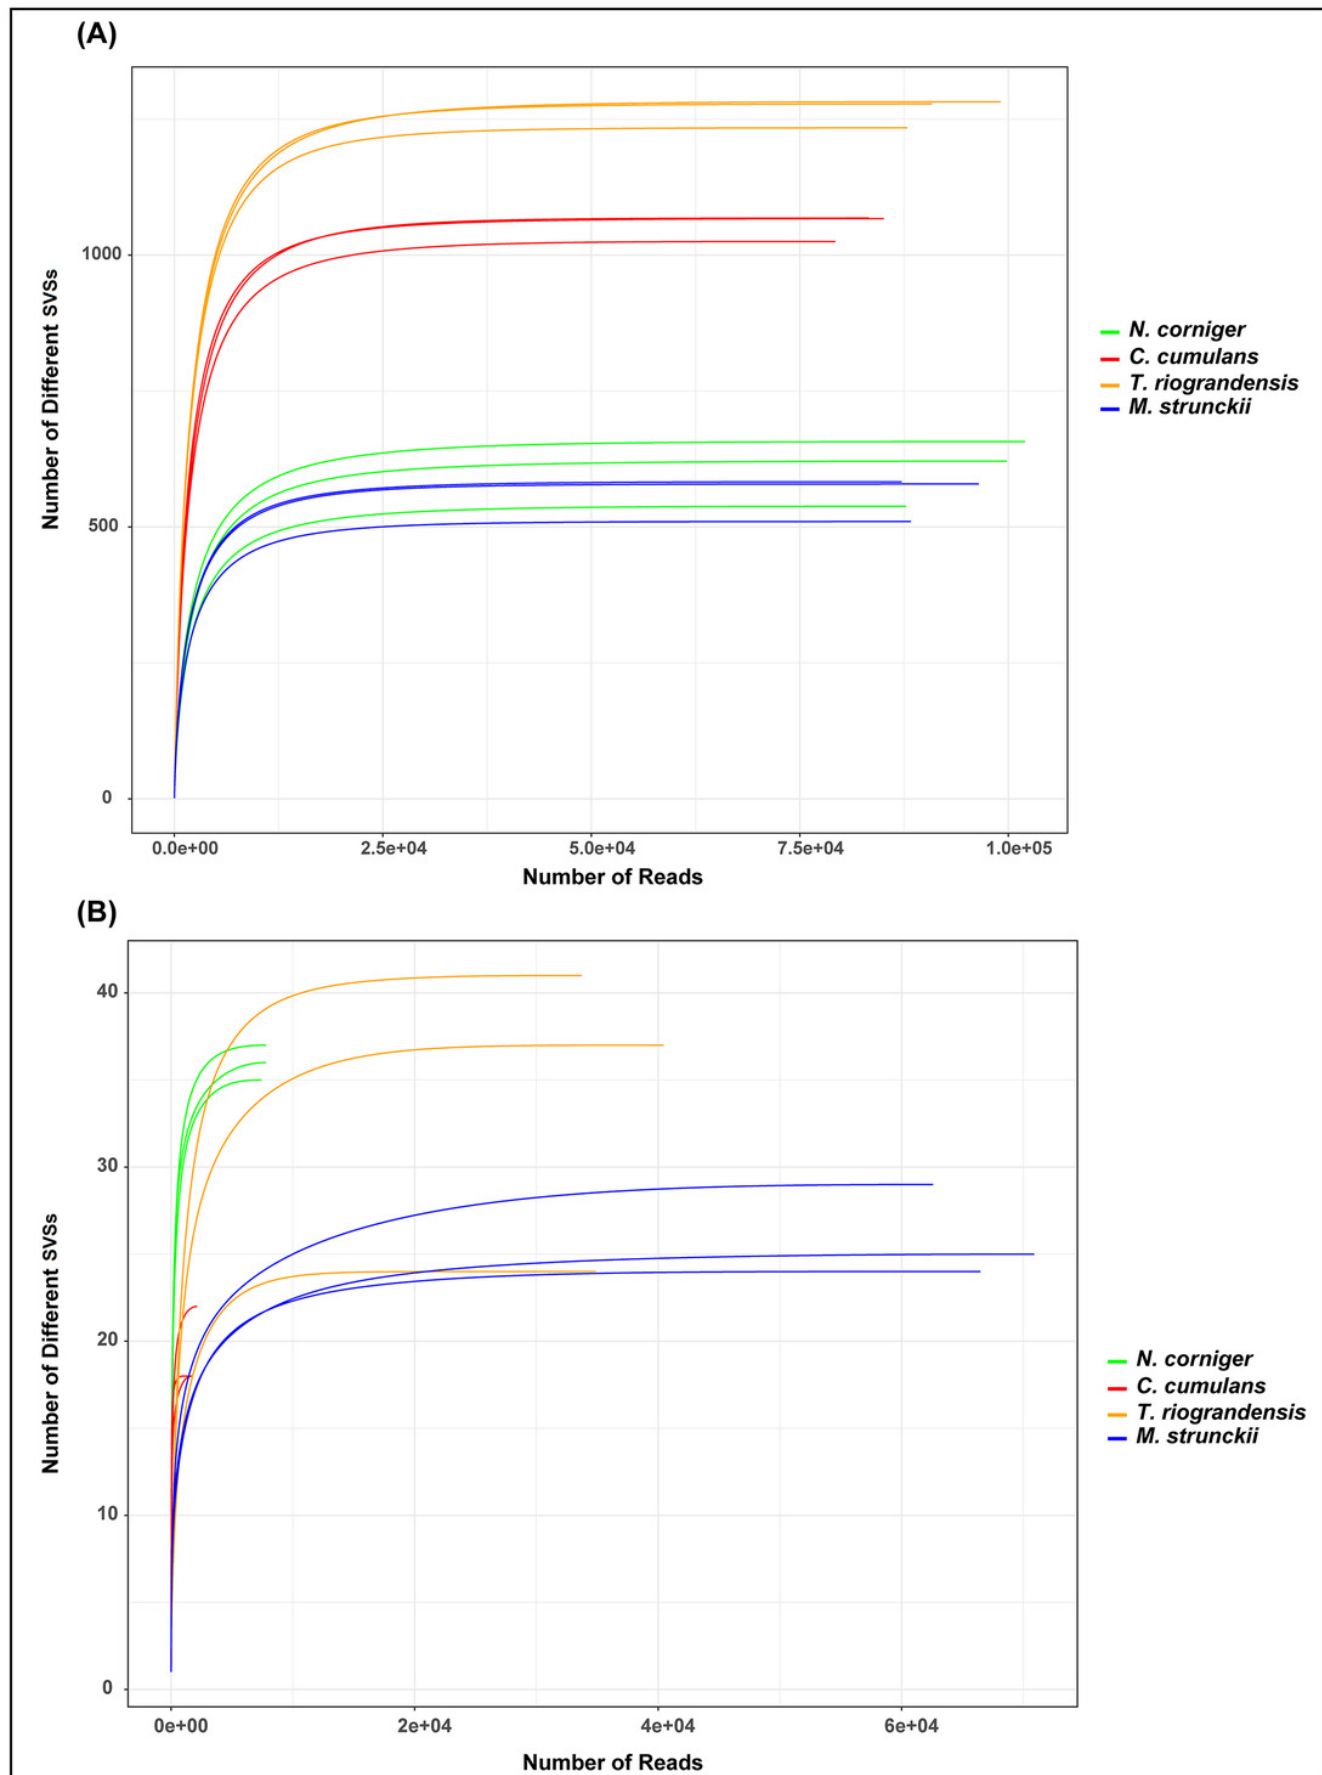 (A)
1000
500
0
Number of Different SVSs
0.0e+00 2.5e+04 5.0e+04 7.5e+04 1.0e+05
Number of Reads
N. corniger
C. cumulans
T. riograndensis
M. strunckii
(B)
40
30
20
10
0
Number of Different SVSs
0e+00 2e+04 4e+04 6e+04
Number of Reads
N. corniger
C. cumulans
T. riograndensis
M. strunckii